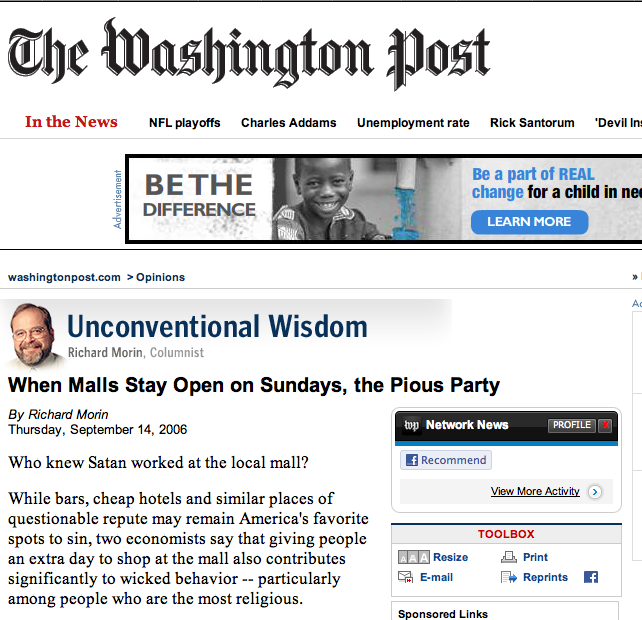 The Washington Post
In the News
NFL playoffs
Charles Addams
Unemployment rate
Rick Santorum
'Devil Ins
Advertisement
BE THE
DIFFERENCE
Be a part of REAL
change for a child in nee
LEARN MORE
washingtonpost.com > Opinions
»
Ad
Unconventional Wisdom
Richard Morin, Columnist
When Malls Stay Open on Sundays, the Pious Party
By Richard Morin
Thursday, September 14, 2006
Who knew Satan worked at the local mall?
While bars, cheap hotels and similar places of
questionable repute may remain America's favorite
spots to sin, two economists say that giving people
an extra day to shop at the mall also contributes
significantly to wicked behavior -- particularly
among people who are the most religious.
wp Network News PROFILE X
f Recommend
View More Activity
TOOLBOX
AAA Resize
Print
E-mail
Reprints
f
Sponsored Links